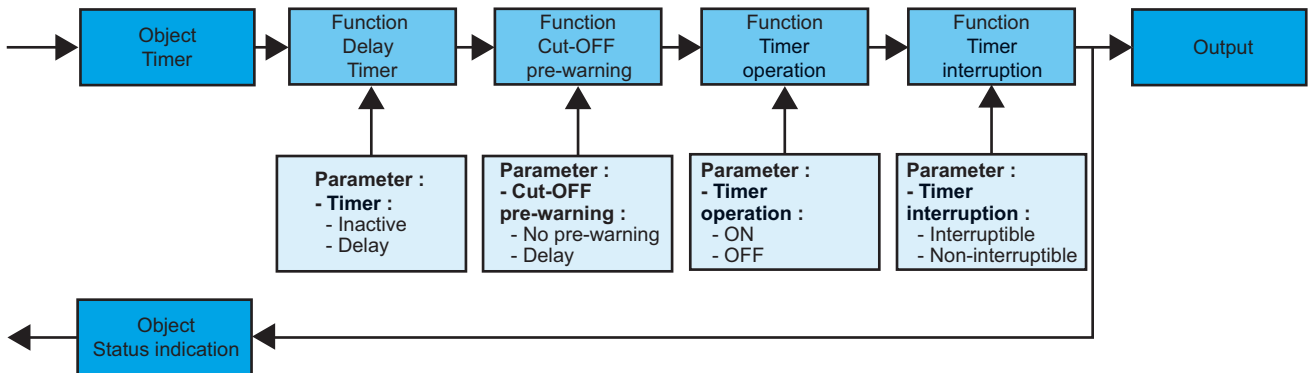 Object
Timer
Function
Delay
Timer
Function
Cut-OFF
pre-warning
Function
Timer
operation
Function
Timer
interruption
Output
Parameter :
- Timer :
- Inactive
- Delay
Parameter :
- Cut-OFF
pre-warning :
- No pre-warning
- Delay
Parameter :
- Timer
operation :
- ON
- OFF
Parameter :
- Timer
interruption :
- Interruptible
- Non-interruptible
Object
Status indication